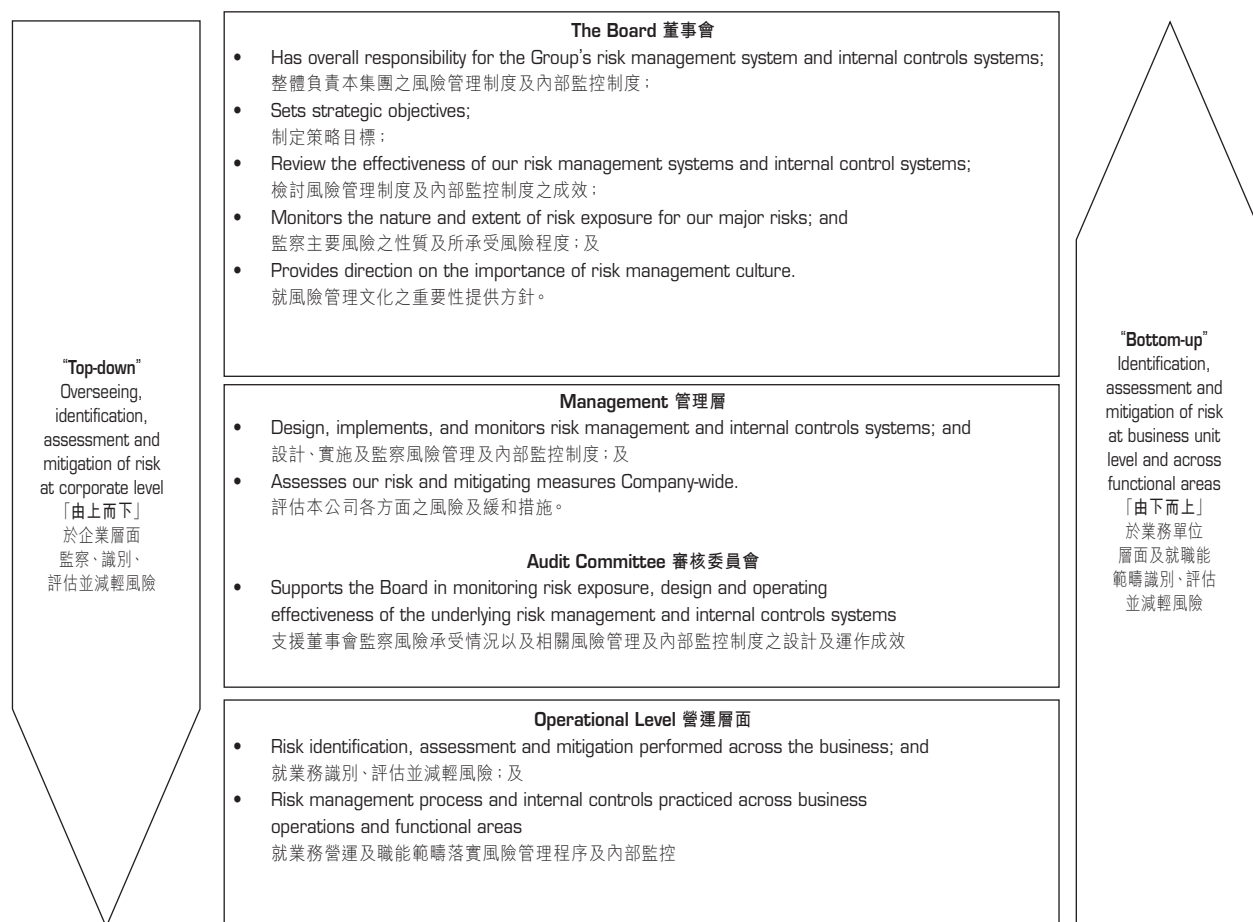 The Board 董事會
• Has overall responsibility for the Group's risk management system and internal controls systems;
整體負責本集團之風險管理制度及內部監控制度；
• Sets strategic objectives;
制定策略目標；
• Review the effectiveness of our risk management systems and internal control systems;
檢討風險管理制度及內部監控制度之成效；
• Monitors the nature and extent of risk exposure for our major risks; and
監察主要風險之性質及所承受風險程度；及
• Provides direction on the importance of risk management culture.
就風險管理文化之重要性提供方針。
"Top-down"
Overseeing,
identification,
assessment and
mitigation of risk
at corporate level
「由上而下」
於企業層面
監察、識別、
評估並減輕風險
Management 管理層
• Design, implements, and monitors risk management and internal controls systems; and
設計、實施及監察風險管理及內部監控制度；及
• Assesses our risk and mitigating measures Company-wide.
評估本公司各方面之風險及緩和措施。
Audit Committee 審核委員會
• Supports the Board in monitoring risk exposure, design and operating
effectiveness of the underlying risk management and internal controls systems
支援董事會監察風險承受情況以及相關風險管理及內部監控制度之設計及運作成效
"Bottom-up"
Identification,
assessment and
mitigation of risk
at business unit
level and across
functional areas
「由下而上」
於業務單位
層面及就職能
範疇識別、評估
並減輕風險
Operational Level 營運層面
• Risk identification, assessment and mitigation performed across the business; and
就業務識別、評估並減輕風險；及
• Risk management process and internal controls practiced across business
operations and functional areas
就業務營運及職能範疇落實風險管理程序及內部監控